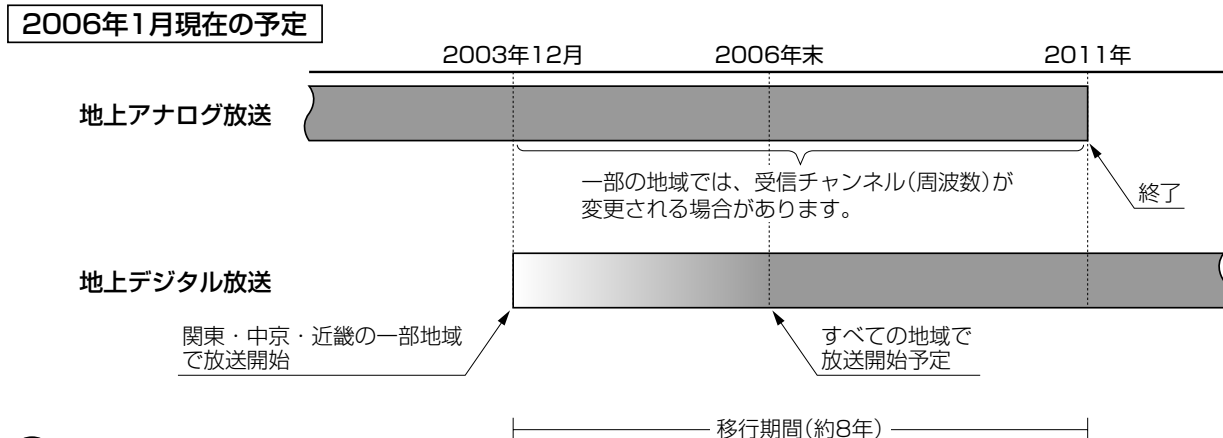 2006年1月現在の予定
2003年12月
2006年末
2011年
地上アナログ放送
一部の地域では、受信チャンネル(周波数)が
変更される場合があります。
終了
地上デジタル放送
関東・中京・近畿の一部地域
で放送開始
すべての地域で
放送開始予定
移行期間(約8年)